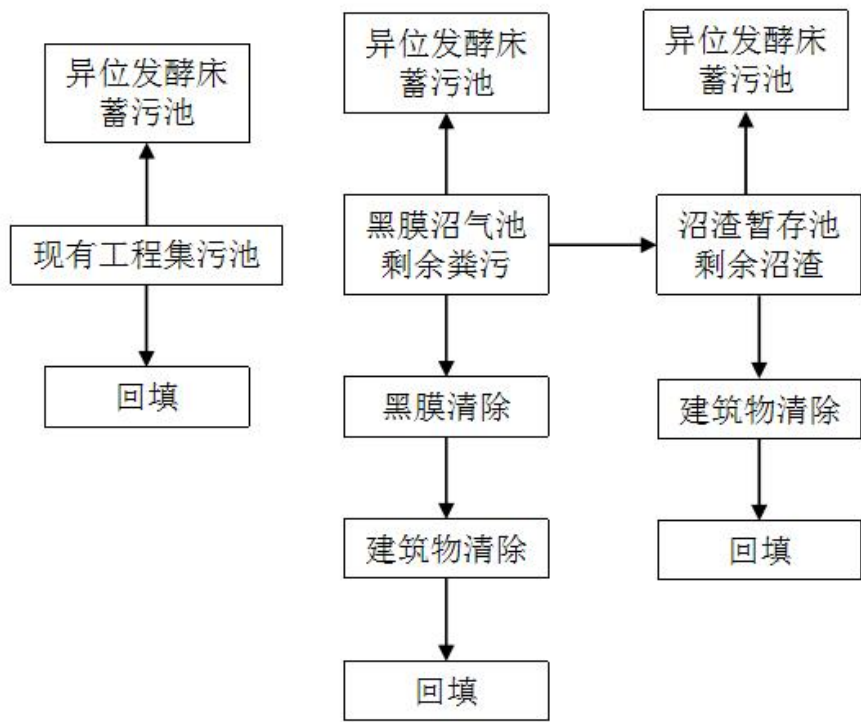 异位发酵床
蓄污池
现有工程集污池
回填
异位发酵床
蓄污池
黑膜沼气池
剩余粪污
黑膜清除
建筑物清除
回填
异位发酵床
蓄污池
沼渣暂存池
剩余沼渣
建筑物清除
回填